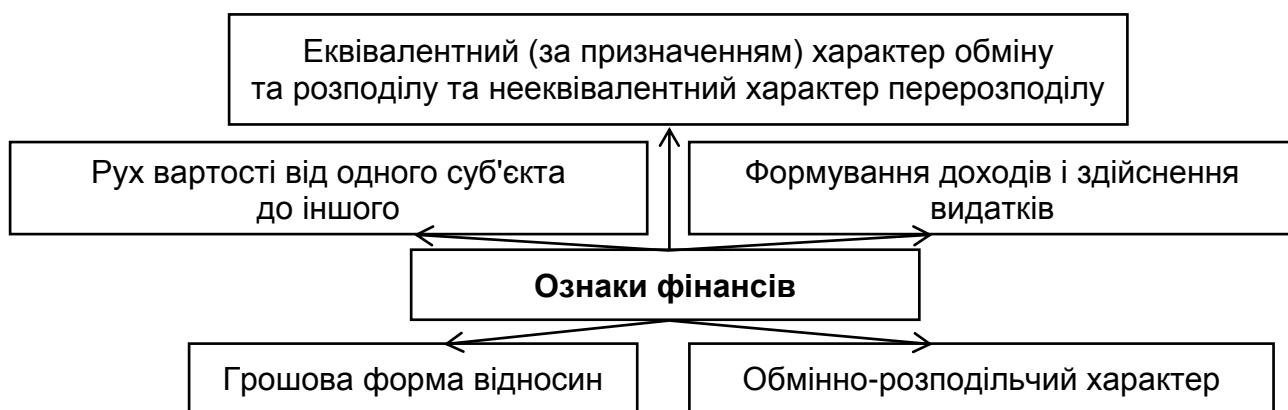 Еквівалентний (за призначенням) характер обміну
та розподілу та нееквівалентний характер перерозподілу
Рух вартості від одного суб'єкта
до іншого
Формування доходів і здійснення
видатків
Ознаки фінансів
Грошова форма відносин
Обмінно-розподільчий характер